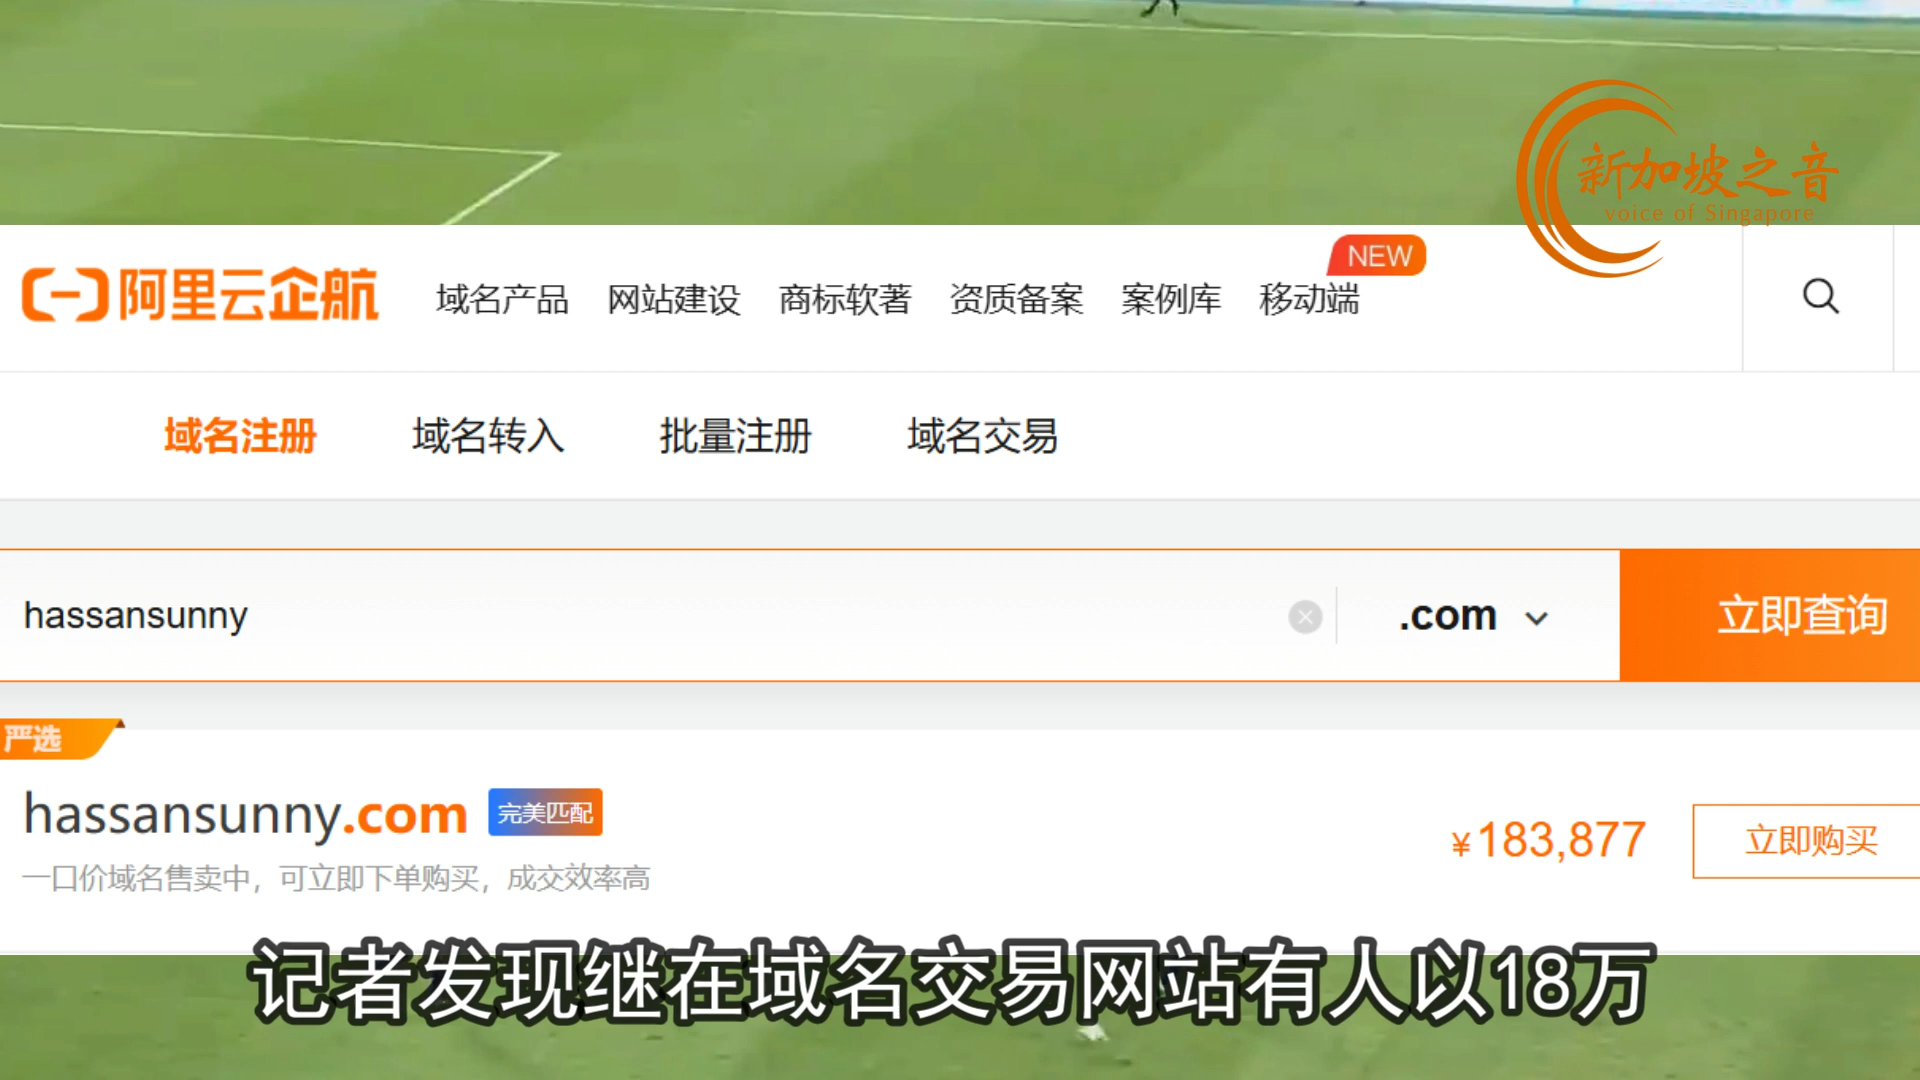 新加坡之音
voice of Singapore
NEW
阿里云企航 域名产品 网站建设 商标软著 资质备案 案例库 移动端
域名注册 域名转入 批量注册 域名交易
hassansunny .com 立即查询
严选
hassansunny.com 完美匹配
¥183,877 立即购买
一口价域名售卖中，可立即下单购买，成交效率高
记者发现继在域名交易网站有人以18万